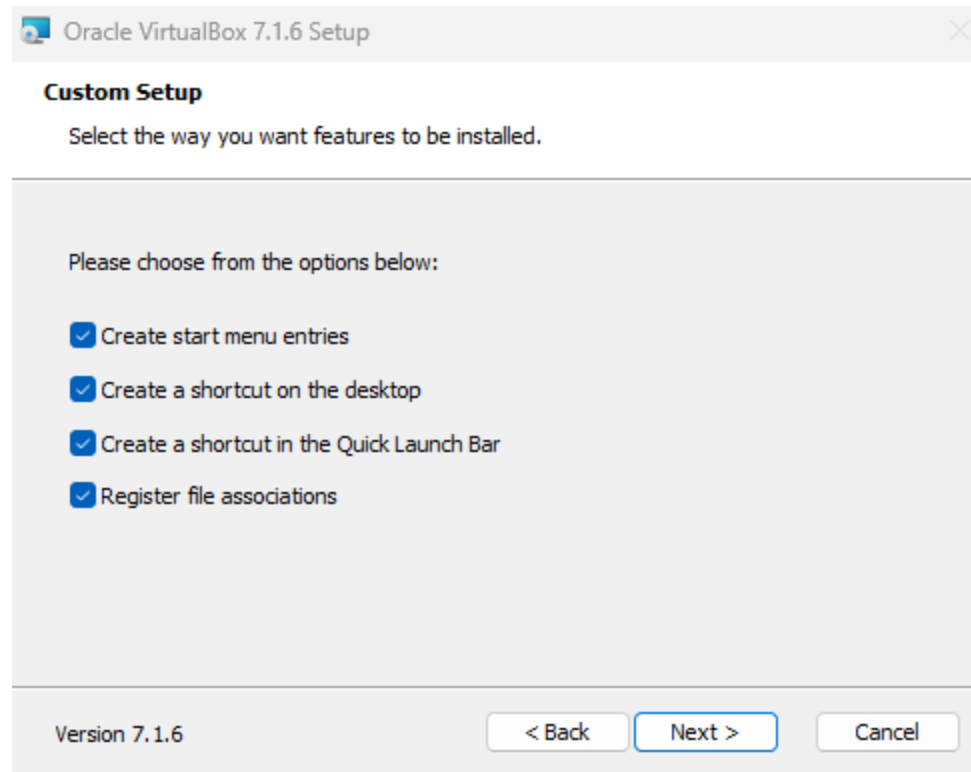 Oracle VirtualBox 7.1.6 Setup
Custom Setup
Select the way you want features to be installed.
Please choose from the options below:
Create start menu entries
Create a shortcut on the desktop
Create a shortcut in the Quick Launch Bar
Register file associations
Version 7.1.6
< Back
Next >
Cancel